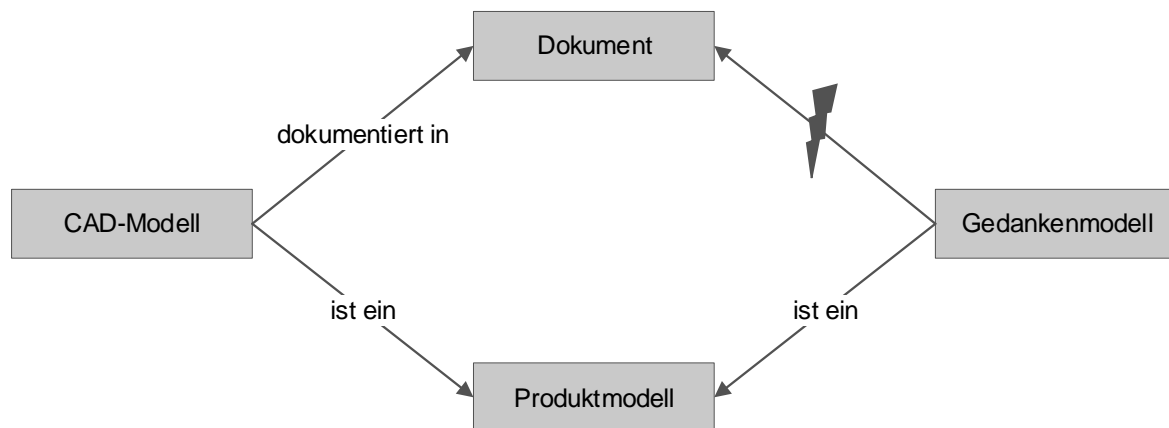 Dokument
dokumentiert in
CAD-Modell
Gedankenmodell
ist ein
ist ein
Produktmodell